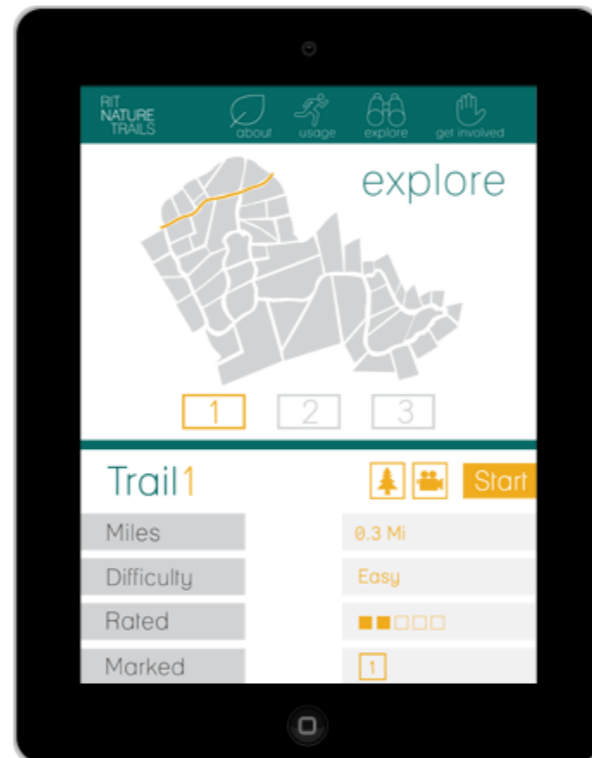 RIT
NATURE
TRAILS
about usage explore get involved
explore
1 2 3
Trail1
Start
Miles 0.3 Mi
Difficulty Easy
Rated
Marked 1